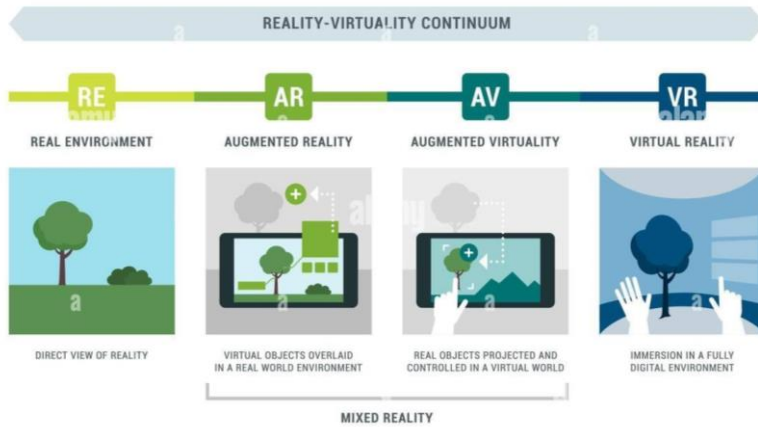 REALITY-VIRTUALITY CONTINUUM
RE
AR
AV
VR
REAL ENVIRONMENT
AUGMENTED REALITY
AUGMENTED VIRTUALITY
VIRTUAL REALITY
DIRECT VIEW OF REALITY
VIRTUAL OBJECTS OVERLAID
IN A REAL WORLD ENVIRONMENT
REAL OBJECTS PROJECTED AND
CONTROLLED IN A VIRTUAL WORLD
IMMERSION IN A FULLY
DIGITAL ENVIRONMENT
MIXED REALITY
alamy
a